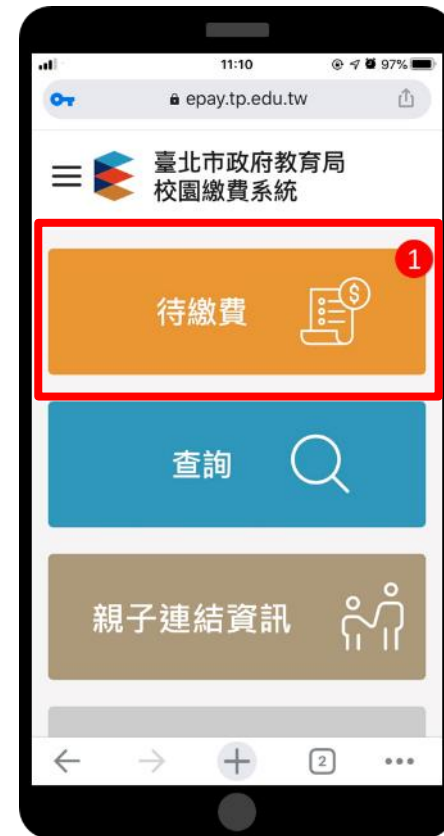 11:10
97%
epay.tp.edu.tw
臺北市政府教育局
校園繳費系統
1
待繳費
$
查詢
親子連結資訊
2